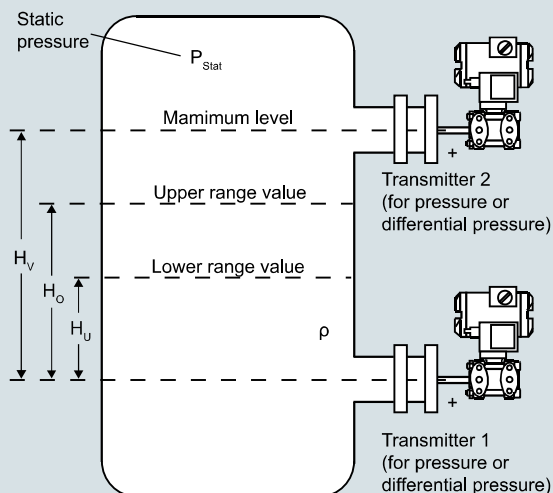 Static
pressure
P_Stat
Mamimum level
+
Transmitter 2
(for pressure or
differential pressure)
Upper range value
Lower range value
H_V
H_O
H_U
ρ
+
Transmitter 1
(for pressure or
differential pressure)